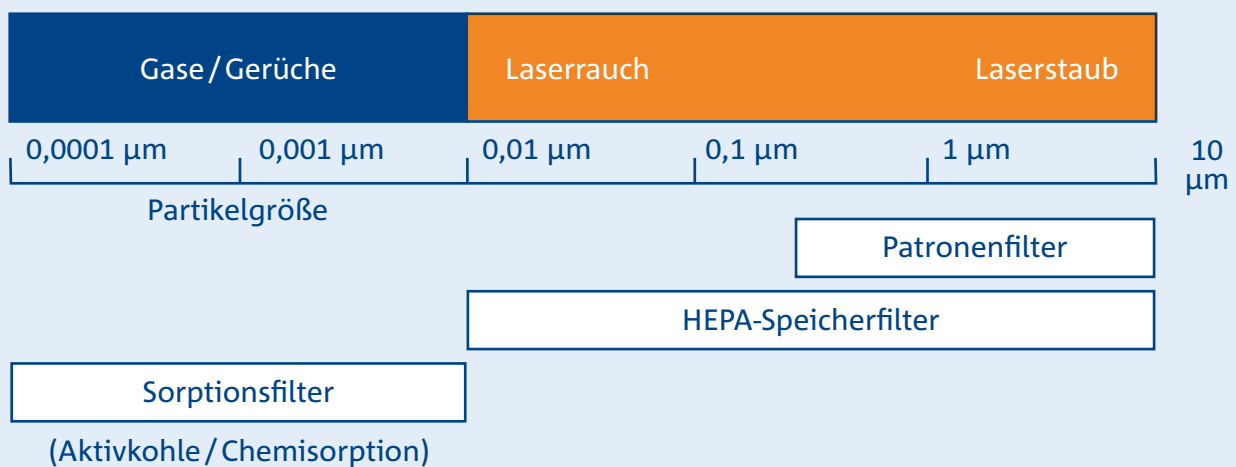 Gase / Gerüche Laserrauch Laserstaub
0,0001 µm 0,001 µm 0,01 µm 0,1 µm 1 µm 10 µm
Partikelgröße
Patronenfilter
HEPA-Speicherfilter
Sorptionsfilter
(Aktivkohle / Chemisorption)